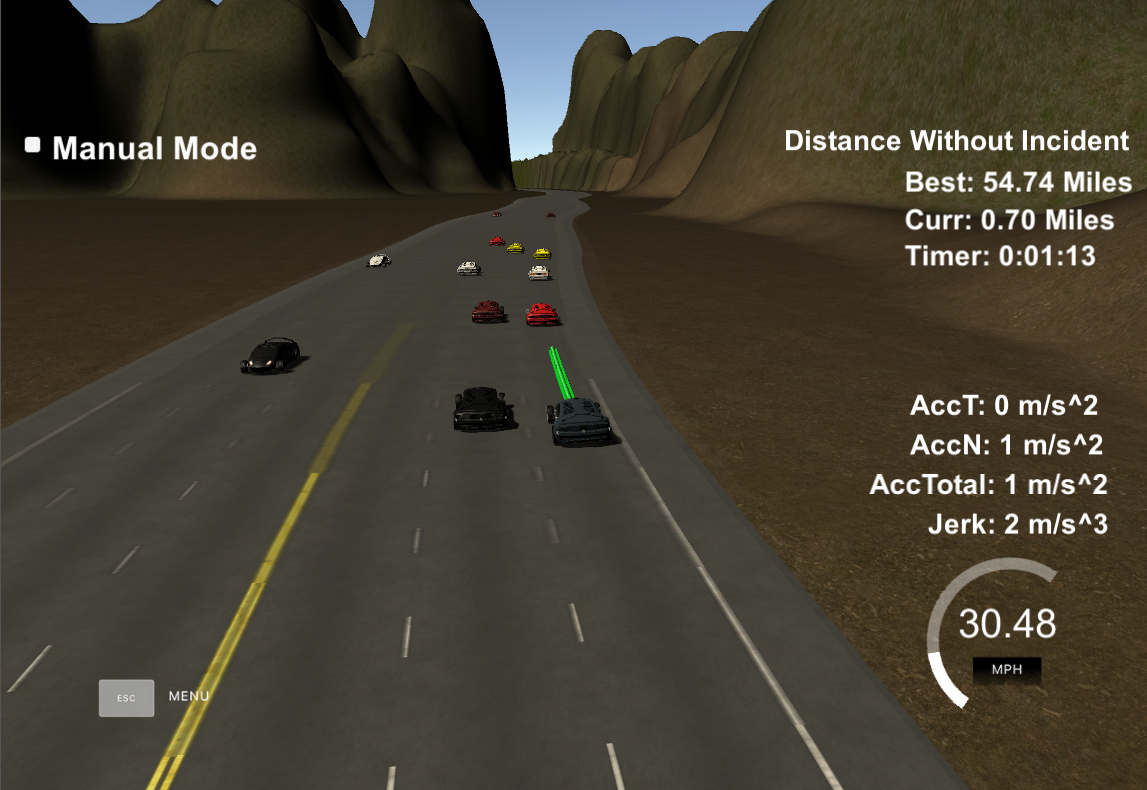 Manual Mode
Distance Without Incident
Best: 54.74 Miles
Curr: 0.70 Miles
Timer: 0:01:13
AccT: 0 m/s^2
AccN: 1 m/s^2
AccTotal: 1 m/s^2
Jerk: 2 m/s^3
30.48
MPH
ESC MENU